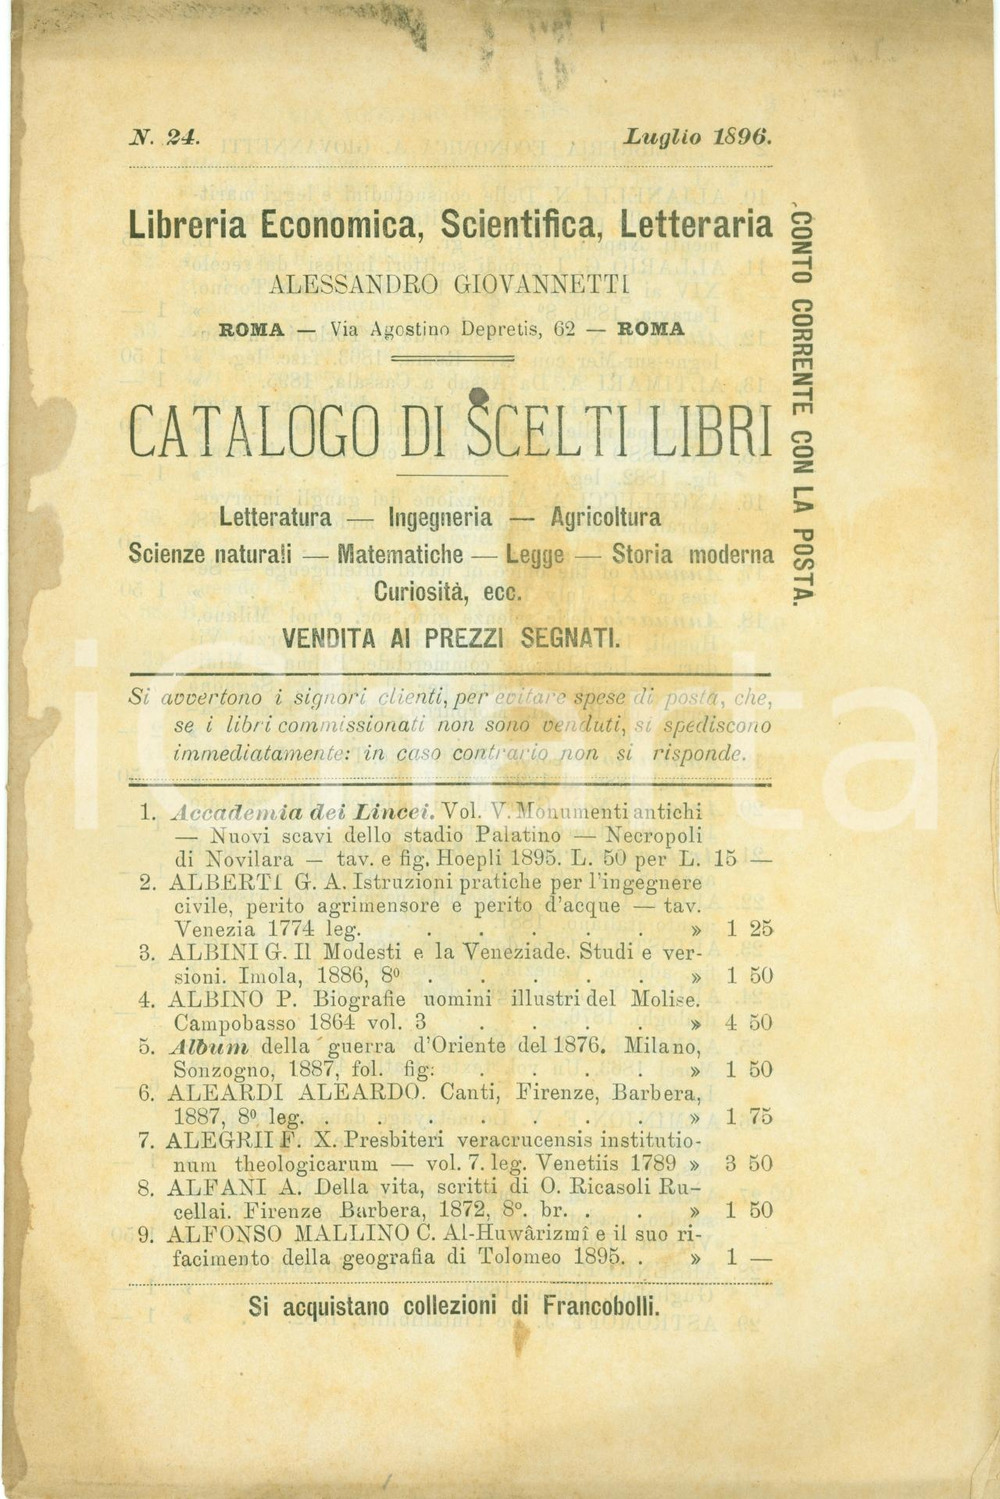 N. 24. Luglio 1896.
Libreria Economica, Scientifica, Letteraria
ALESSANDRO GIOVANNETTI
ROMA — Via Agostino Depretis, 62 — ROMA
CATALOGO DI SCELTI LIBRI
Letteratura — Ingegneria — Agricoltura
Scienze naturali — Matematiche — Legge — Storia moderna
Curiosità, ecc.
VENDITA AI PREZZI SEGNATI.
CONTO CORRENTE CON LA POSTA.
Si avvertono i signori clienti, per evitare spese di posta, che,
se i libri commissionati non sono venduti, si spediscono
immediatamente: in caso contrario non si risponde.
1. Accademia dei Lincei. Vol. V. Monumenti antichi
— Nuovi scavi dello stadio Palatino — Necropoli
di Novilara — tav. e fig. Hoepli 1895. L. 50 per L. 15 —
2. ALBERTI G. A. Istruzioni pratiche per l'ingegnere
civile, perito agrimensore e perito d'acque — tav.
Venezia 1774 leg. . . . . . » 1 25
3. ALBINI G. Il Modesti e la Veneziade. Studi e ver-
sioni. Imola, 1886, 8º . . . . . » 1 50
4. ALBINO P. Biografie uomini illustri del Molise.
Campobasso 1864 vol. 3 . . . . » 4 50
5. Album della guerra d'Oriente del 1876. Milano,
Sonzogno, 1887, fol. fig: . . . . » 1 50
6. ALEARDI ALEARDO. Canti, Firenze, Barbera,
1887, 8º leg. . . . . . . . » 1 75
7. ALEGRII F. X. Presbiteri veracrucensis institutio-
num theologicarum — vol. 7. leg. Venetiis 1789 » 3 50
8. ALFANI A. Della vita, scritti di O. Ricasoli Ru-
cellai. Firenze Barbera, 1872, 8º. br. . . . » 1 50
9. ALFONSO MALLINO C. Al-Huwârizmî e il suo ri-
facimento della geografia di Tolomeo 1895. . » 1 —
Si acquistano collezioni di Francobolli.